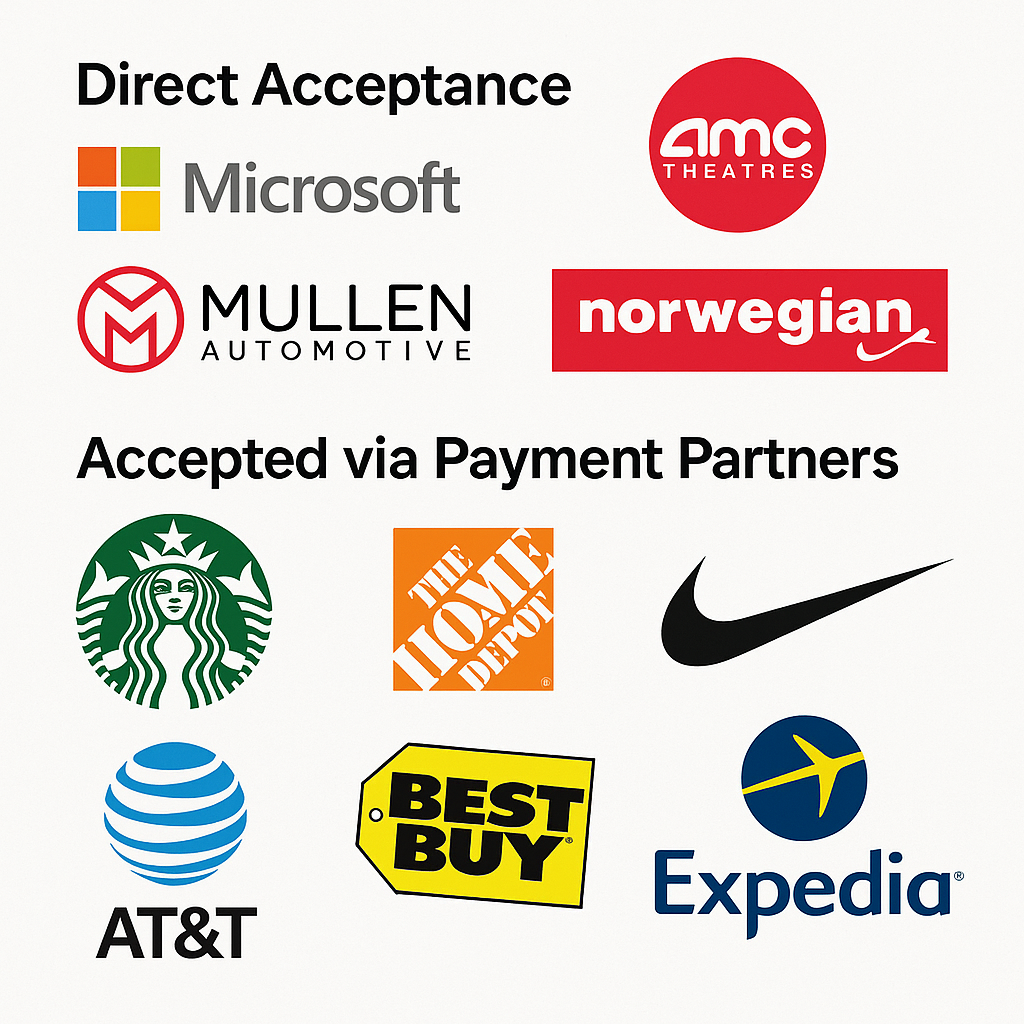 Direct Acceptance
amc
THEATRES
Microsoft
MULLEN
AUTOMOTIVE
norwegian
Accepted via Payment Partners
THE
HOME
DEPOT
®
BEST
BUY®
AT&T
Expedia®